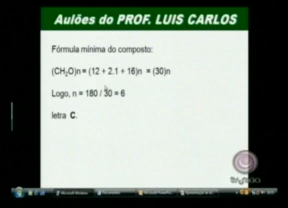 Aulões do PROF. LUIS CARLOS
Fórmula mínima do composto:
(CH₂O)n = (12 + 2.1 + 16)n = (30)n
Logo, n = 180 / 30 = 6
letra C.